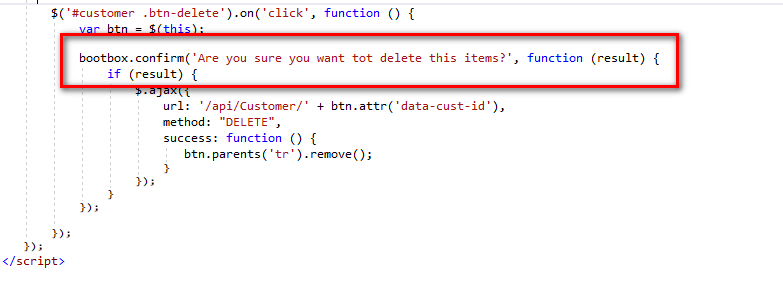 $('#customer .btn-delete').on('click', function () {
var btn = $(this);
bootbox.confirm('Are you sure you want tot delete this items?', function (result) {
if (result) {
$.ajax({
url: '/api/Customer/' + btn.attr('data-cust-id'),
method: "DELETE",
success: function () {
btn.parents('tr').remove();
}
});
}
});
});
});
</script>